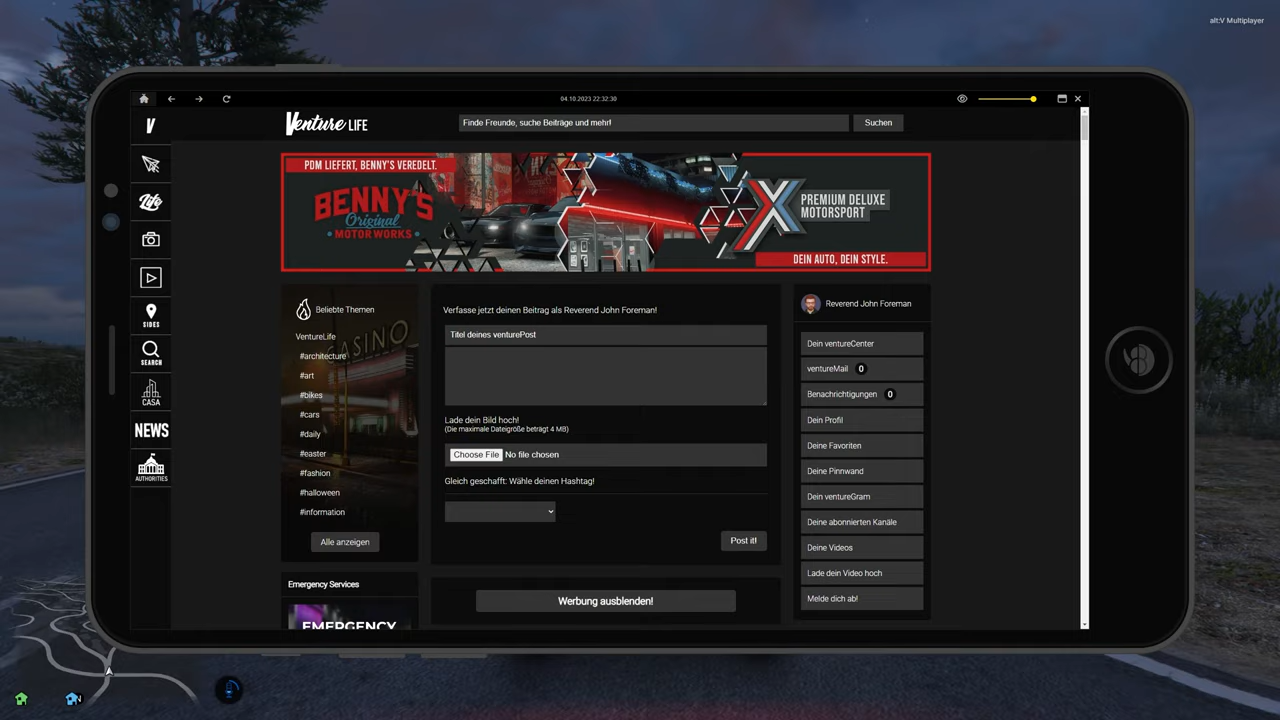 alt:V Multiplayer
04.10.2023 22:32:30
V
Venture LIFE
Finde Freunde, suche Beiträge und mehr!
Suchen
Life
SIDES
SEARCH
CASA
NEWS
AUTHORITIES
PDM LIEFERT, BENNY'S VEREDELT.
BENNY'S
Original
MOTOR WORKS
PREMIUM DELUXE
MOTORSPORT
DEIN AUTO, DEIN STYLE.
Beliebte Themen
VentureLife
#architecture
#art
#bikes
#cars
#daily
#easter
#fashion
#halloween
#information
Alle anzeigen
CASINO
Emergency Services
EMERGENCY
Verfasse jetzt deinen Beitrag als Reverend John Foreman!
Titel deines venturePost
Lade dein Bild hoch!
(Die maximale Dateigröße beträgt 4 MB)
Choose File No file chosen
Gleich geschafft: Wähle deinen Hashtag!
Post it!
Werbung ausblenden!
Reverend John Foreman
Dein ventureCenter
ventureMail 0
Benachrichtigungen 0
Dein Profil
Deine Favoriten
Deine Pinnwand
Dein ventureGram
Deine abonnierten Kanäle
Deine Videos
Lade dein Video hoch
Melde dich ab!
N